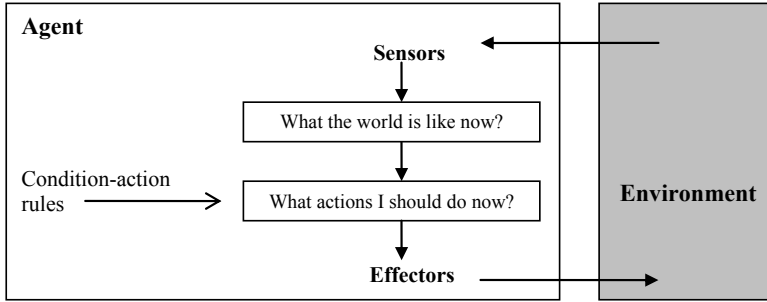 Agent
Sensors
What the world is like now?
Condition-action
rules
What actions I should do now?
Environment
Effectors